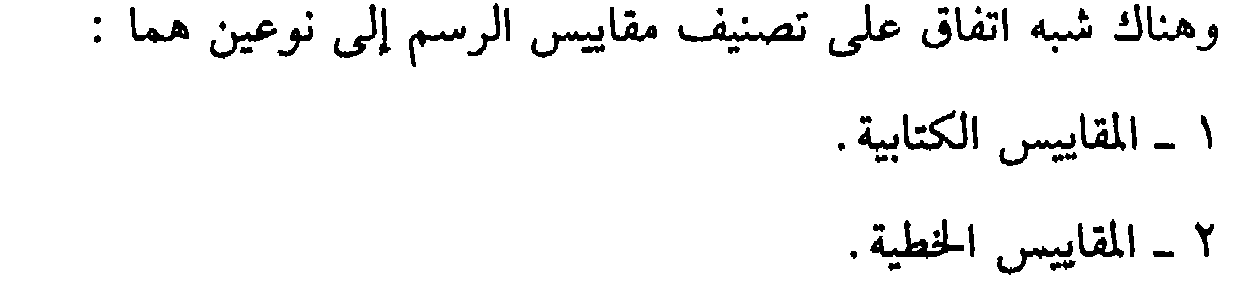 وهناك شبه اتفاق على تصنيف مقاييس الرسم إلى نوعين هما :
١ ـ المقاييس الكتابية .
٢ ـ المقاييس الخطية .